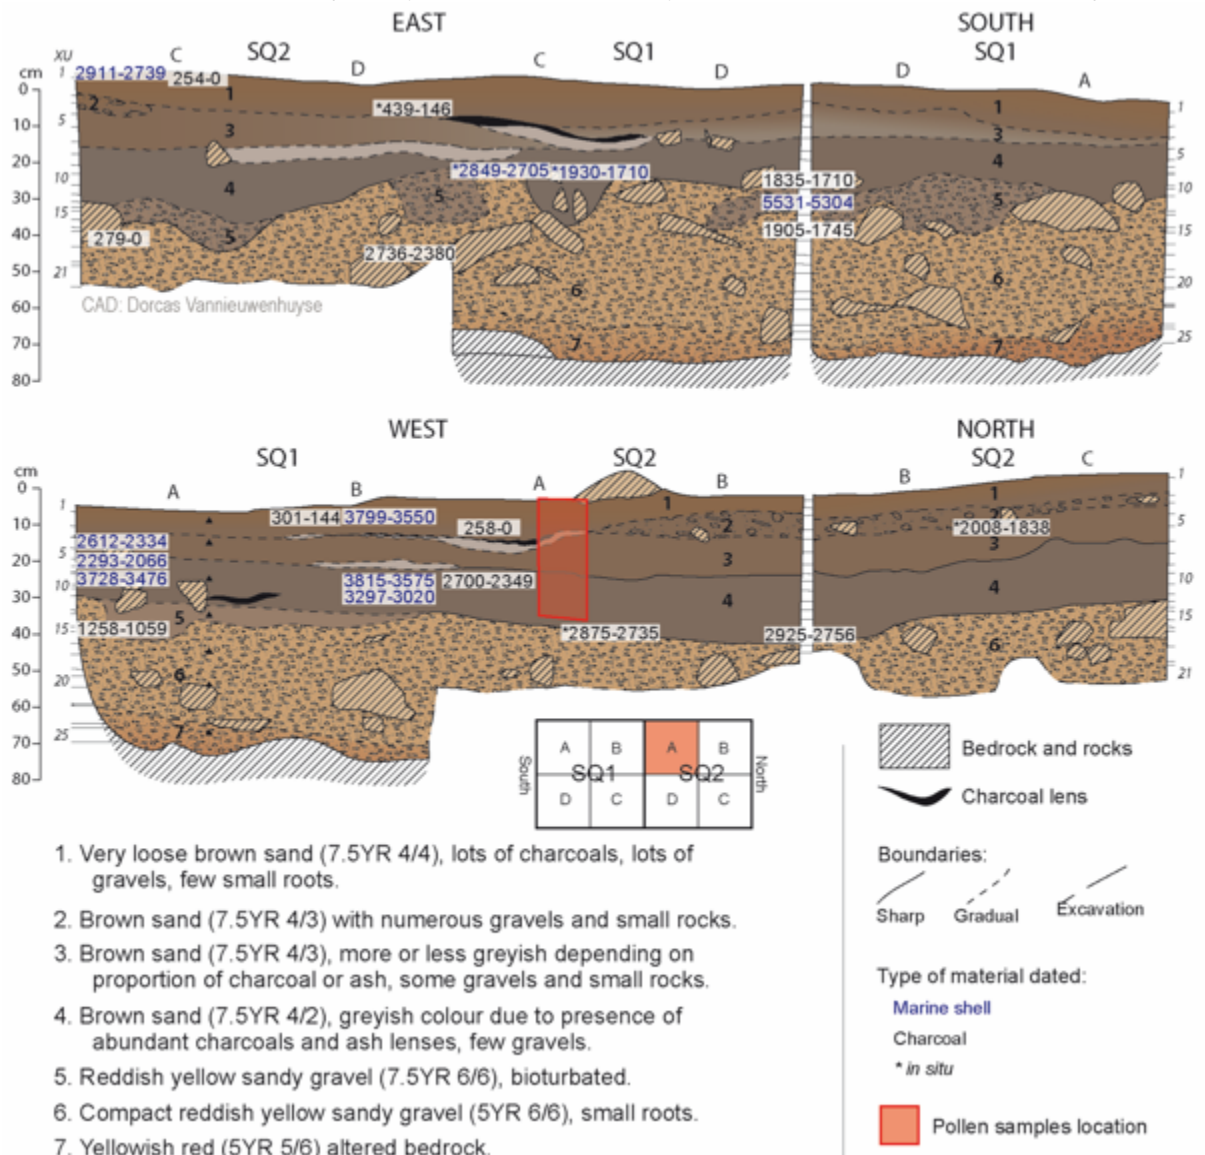 EAST
SOUTH
SQ2
SQ1
SQ1
XU
C
D
C
D
D
A
cm
1
2911-2739
254-0
1
1
1
0
2
*439-146
5
3
3
10
4
5
20
*2849-2705
*1930-1710
10
4
5
1835-1710
10
30
5
5531-5304
15
5
279-0
1905-1745
15
40
2736-2380
21
6
6
20
50
CAD: Dorcas Vannieuwenhuyse
60
7
7
25
70
80
WEST
NORTH
SQ1
SQ2
SQ2
cm
A
B
A
B
B
C
0
1
1
1
1
301-144
3799-3550
258-0
2
2
*2008-1838
5
10
2612-2334
3
3
5
2293-2066
20
3728-3476
3815-3575
2700-2349
4
4
10
10
3297-3020
30
5
15
1258-1059
*2875-2735
2925-2756
15
40
6
6
21
20
50
60
7
25
70
80
A
B
A
B
South
SQ1
SQ2
North
D
C
D
C
Bedrock and rocks
Charcoal lens
Boundaries:
Sharp
Gradual
Excavation
Type of material dated:
Marine shell
Charcoal
* in situ
Pollen samples location
1. Very loose brown sand (7.5YR 4/4), lots of charcoals, lots of
gravels, few small roots.
2. Brown sand (7.5YR 4/3) with numerous gravels and small rocks.
3. Brown sand (7.5YR 4/3), more or less greyish depending on
proportion of charcoal or ash, some gravels and small rocks.
4. Brown sand (7.5YR 4/2), greyish colour due to presence of
abundant charcoals and ash lenses, few gravels.
5. Reddish yellow sandy gravel (7.5YR 6/6), bioturbated.
6. Compact reddish yellow sandy gravel (5YR 6/6), small roots.
7. Yellowish red (5YR 5/6) altered bedrock.